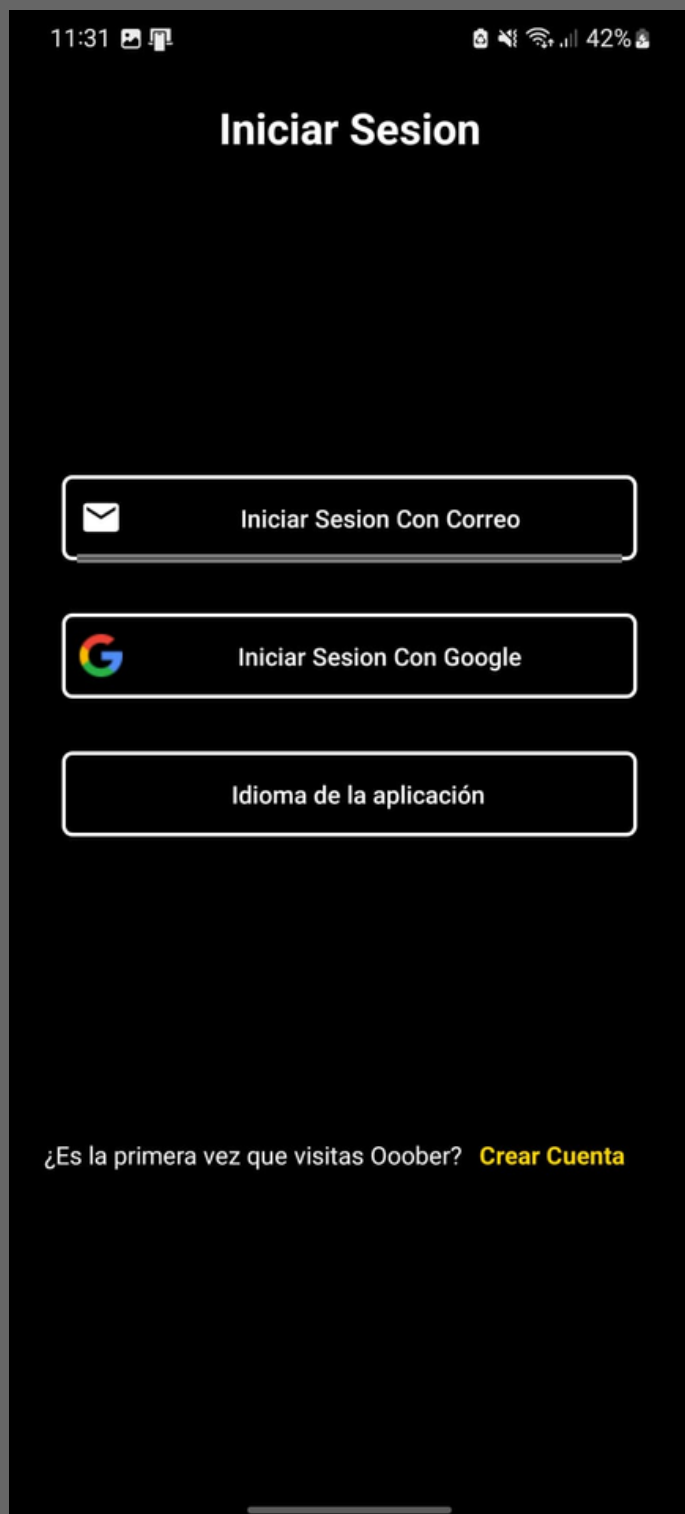 11:31 42%
Iniciar Sesion
Iniciar Sesion Con Correo
Iniciar Sesion Con Google
Idioma de la aplicación
¿Es la primera vez que visitas Ooober? Crear Cuenta